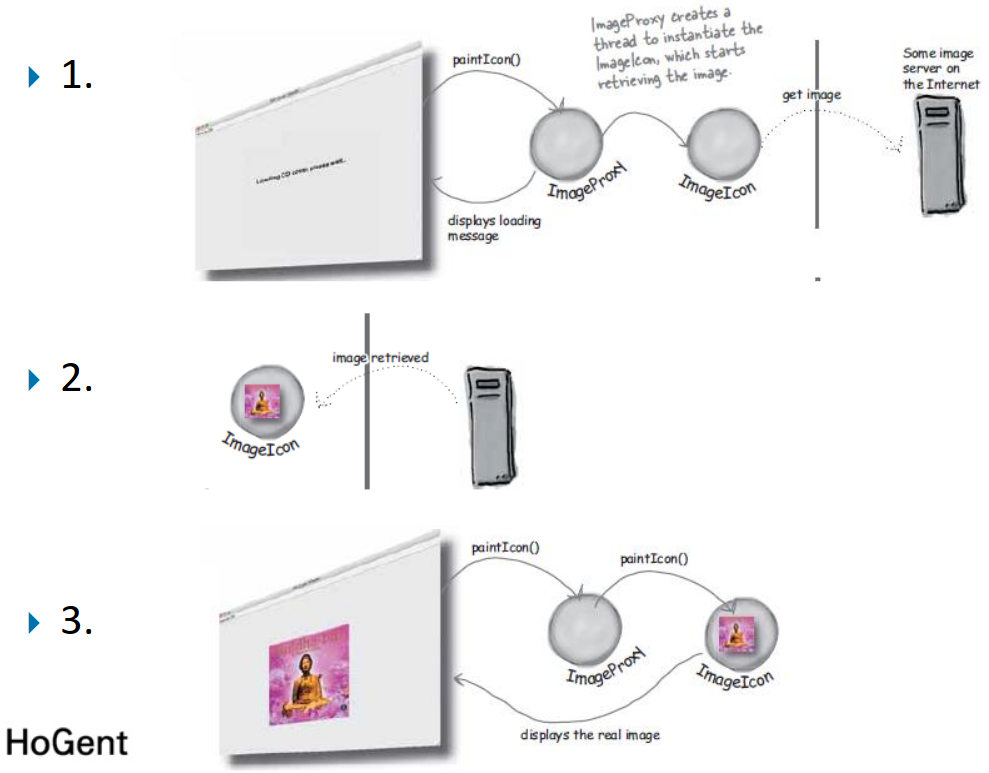 1.
paintIcon()
ImageProxy creates a
thread to instantiate the
ImageIcon, which starts
retrieving the image.
get image
Some image
server on
the Internet
Loading CD cover, please wait...
ImageProxy
ImageIcon
displays loading
message
2.
image retrieved
ImageIcon
3.
paintIcon()
paintIcon()
ImageProxy
ImageIcon
displays the real image
HoGent